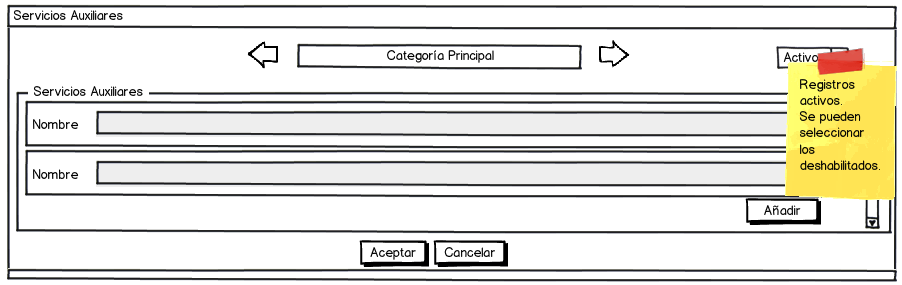 Servicios Auxiliares
Categoría Principal
Activo
Registros
activos.
Se pueden
seleccionar
los
deshabilitados.
Servicios Auxiliares
Nombre
Nombre
Añadir
Aceptar
Cancelar